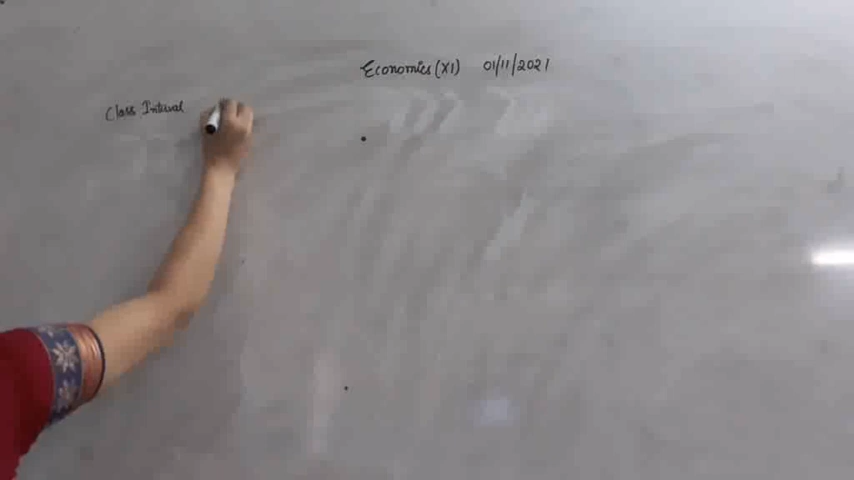 Economics (XI) 01/11/2021
Class Interval